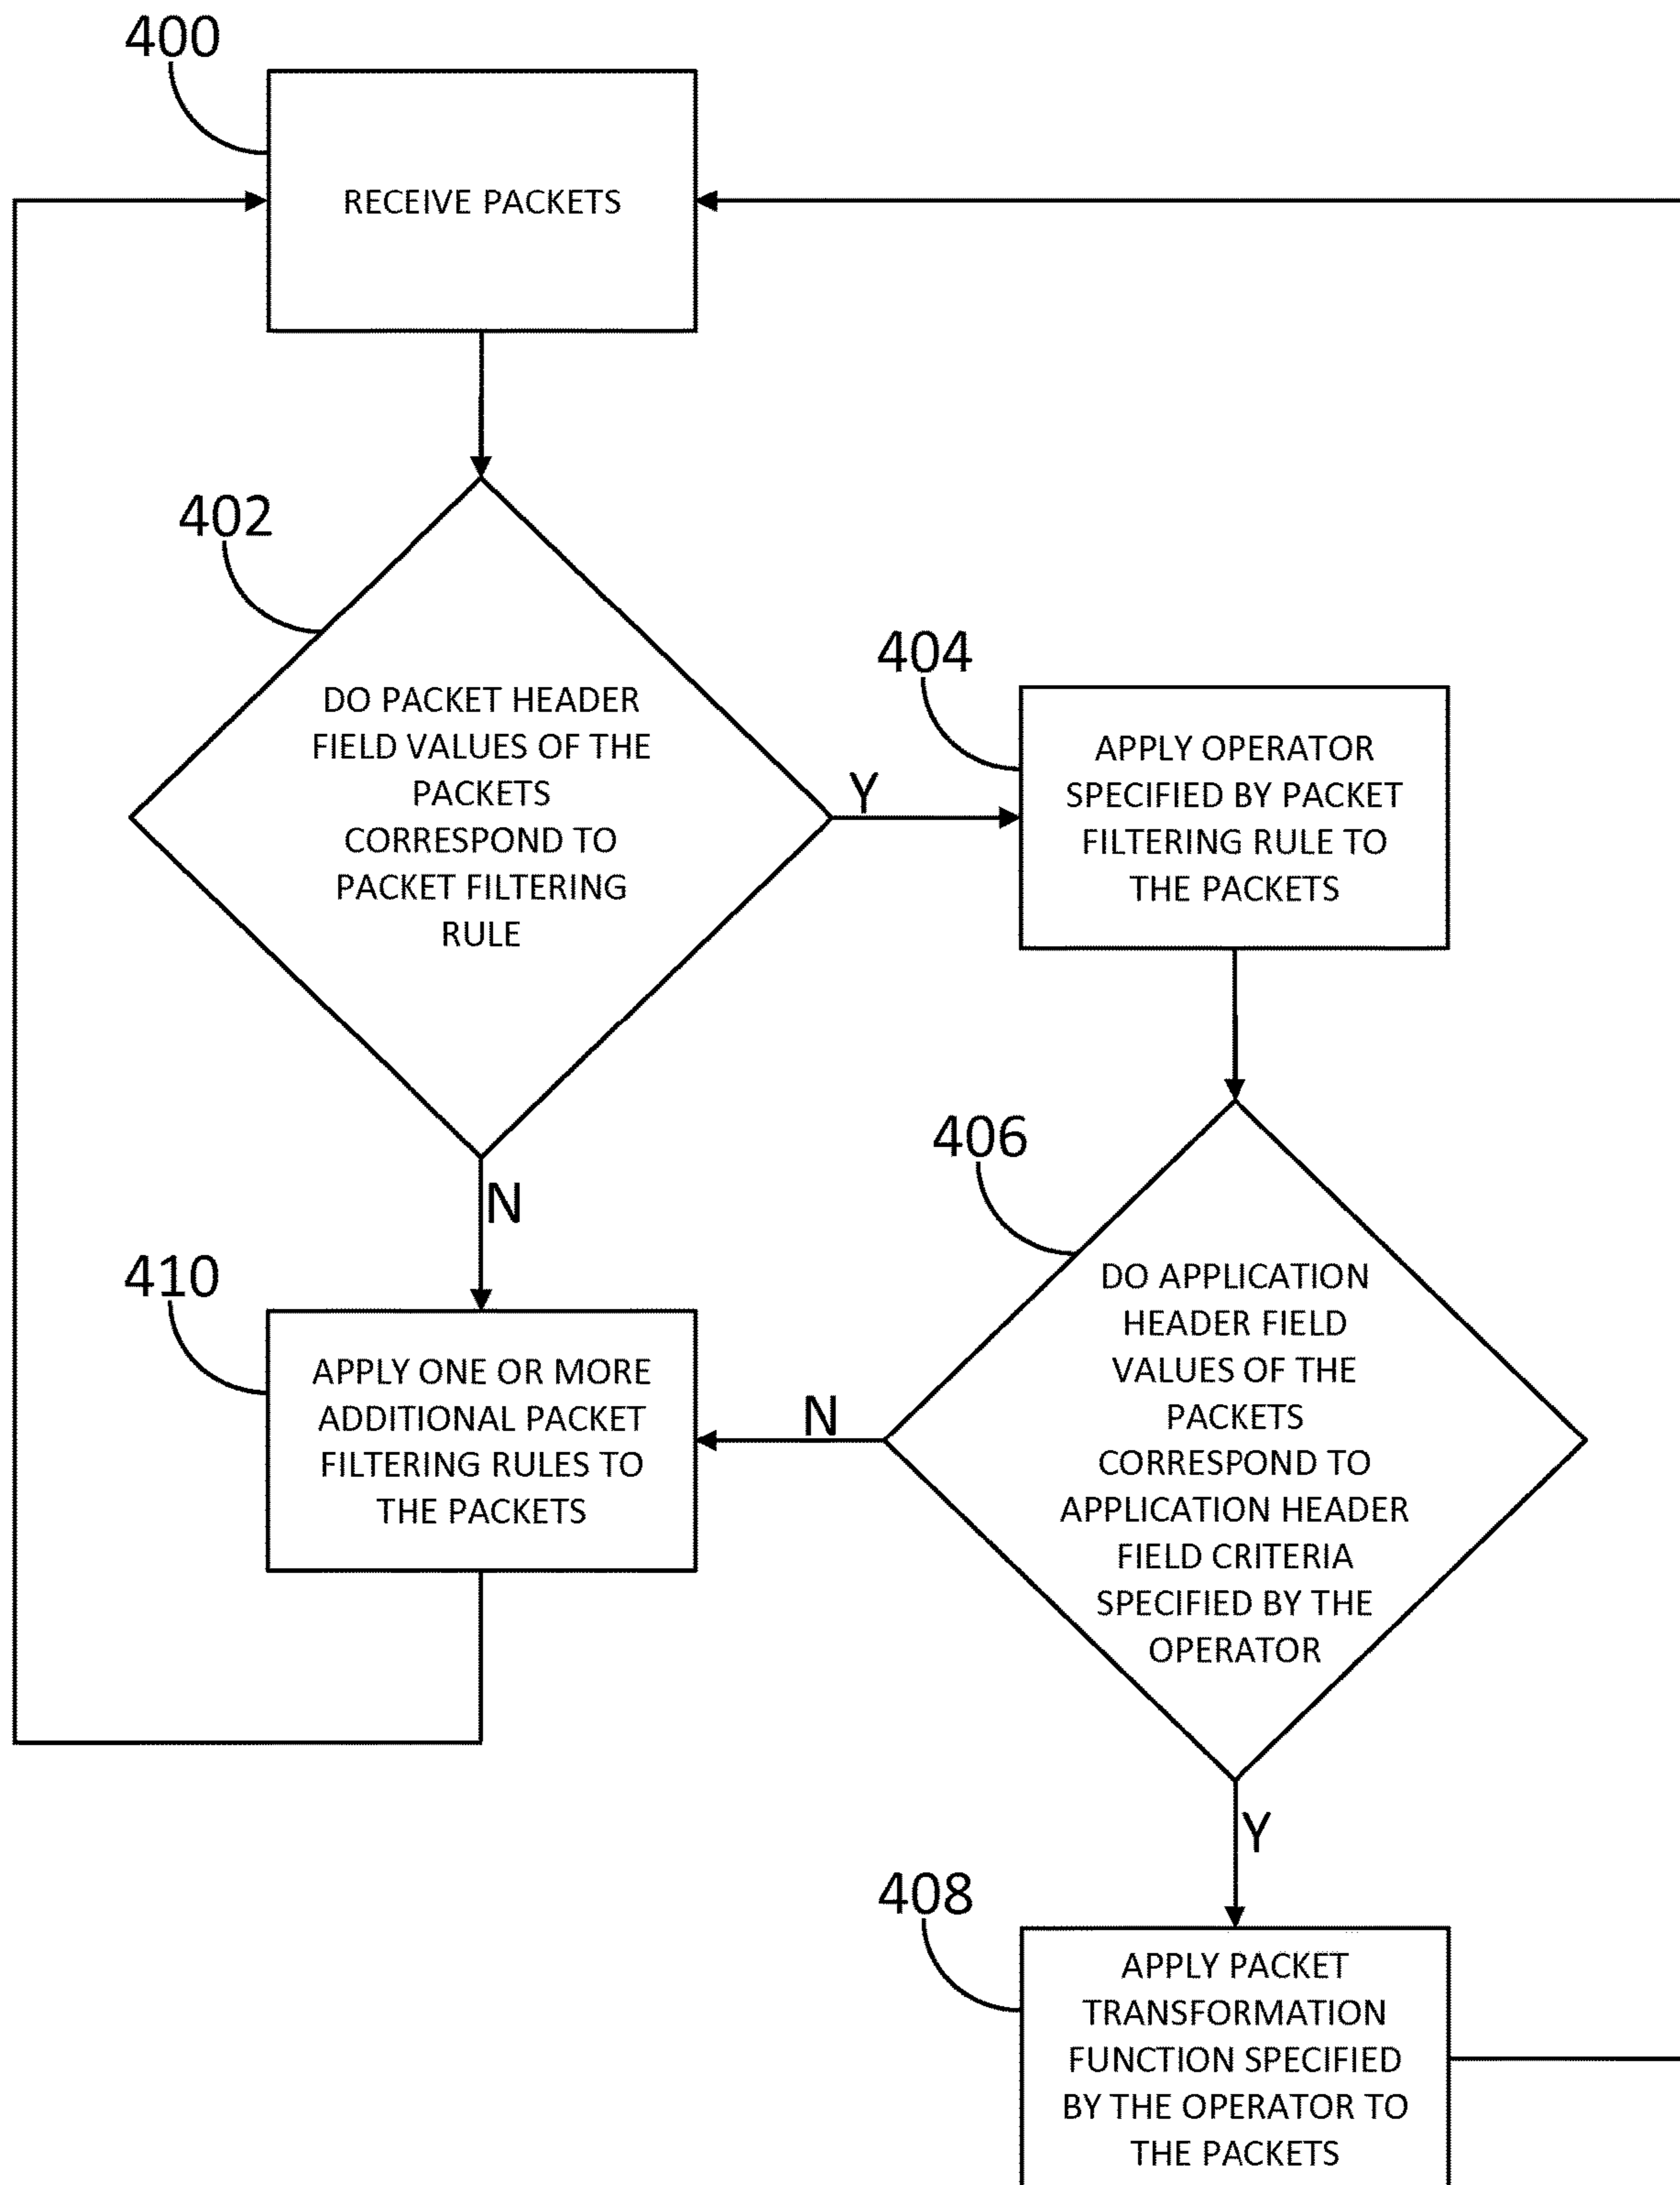 400
RECEIVE PACKETS
402
DO PACKET HEADER
FIELD VALUES OF THE
PACKETS
CORRESPOND TO
PACKET FILTERING
RULE
Y
N
404
APPLY OPERATOR
SPECIFIED BY PACKET
FILTERING RULE TO
THE PACKETS
406
DO APPLICATION
HEADER FIELD
VALUES OF THE
PACKETS
CORRESPOND TO
APPLICATION HEADER
FIELD CRITERIA
SPECIFIED BY THE
OPERATOR
N
Y
410
APPLY ONE OR MORE
ADDITIONAL PACKET
FILTERING RULES TO
THE PACKETS
408
APPLY PACKET
TRANSFORMATION
FUNCTION SPECIFIED
BY THE OPERATOR TO
THE PACKETS